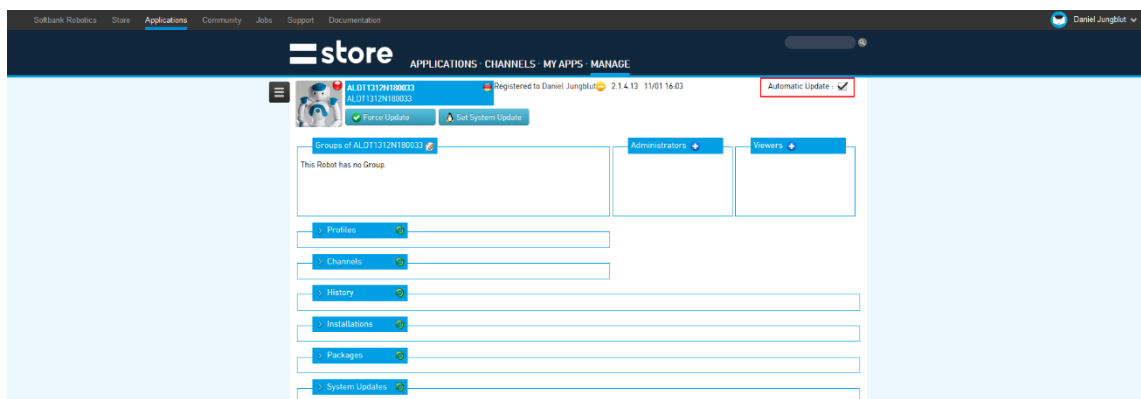 Softbank Robotics Store Applications Community Jobs Support Documentation Daniel Jungblut
store APPLICATIONS · CHANNELS · MY APPS · MANAGE
ALDT1312N180033 Registered to Daniel Jungblut 2.1.4.13 11/01 16:03 Automatic Update :
ALDT1312N180033
Force Update Set System Update
Groups of ALDT1312N180033 Administrators Viewers
This Robot has no Group.
Profiles
Channels
History
Installations
Packages
System Updates